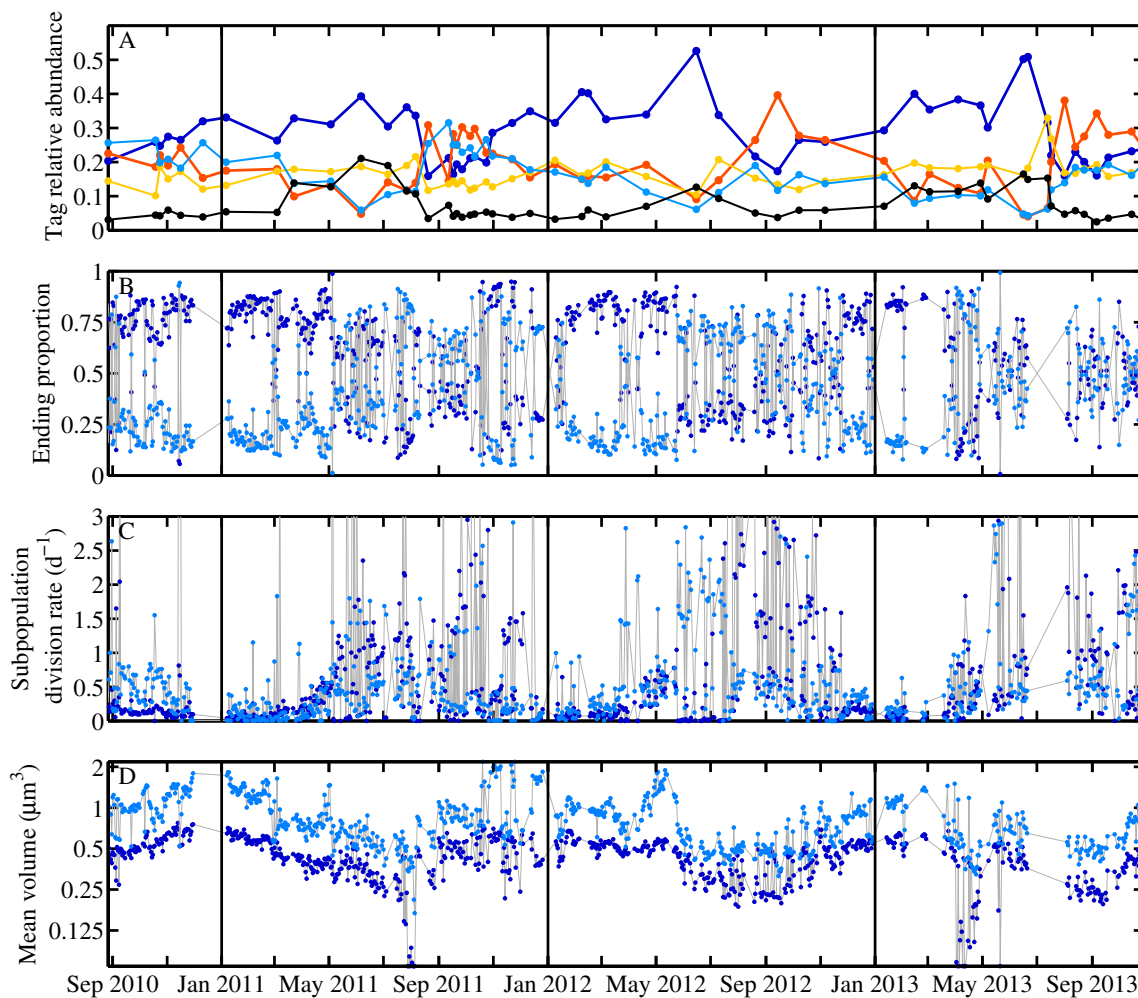 A
Tag relative abundance
0.5
0.4
0.3
0.2
0.1
0
B
Ending proportion
1
0.75
0.5
0.25
0
C
Subpopulation
division rate (d⁻¹)
3
2.5
2
1.5
1
0.5
0
D
Mean volume (μm³)
2
1
0.5
0.25
0.125
Sep 2010 Jan 2011 May 2011 Sep 2011 Jan 2012 May 2012 Sep 2012 Jan 2013 May 2013 Sep 2013